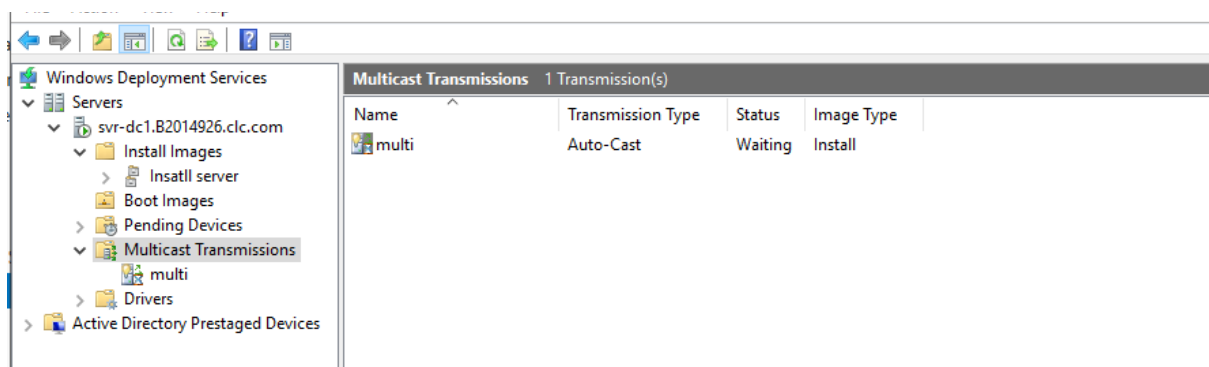 Windows Deployment Services
Servers
svr-dc1.B2014926.clc.com
Install Images
Insatll server
Boot Images
Pending Devices
Multicast Transmissions
multi
Drivers
Active Directory Prestaged Devices
Multicast Transmissions 1 Transmission(s)
Name Transmission Type Status Image Type
multi Auto-Cast Waiting Install